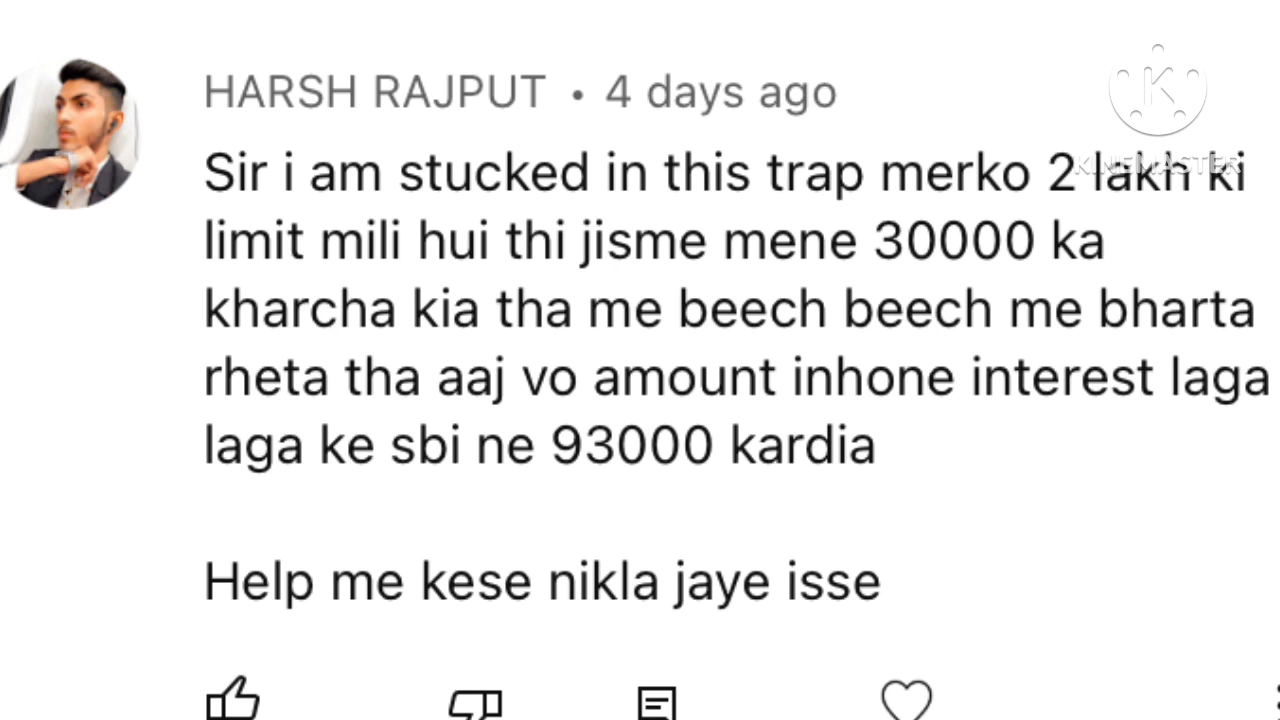 HARSH RAJPUT • 4 days ago
KINEMASTER
Sir i am stucked in this trap merko 2 lakh ki
limit mili hui thi jisme mene 30000 ka
kharcha kia tha me beech beech me bharta
rheta tha aaj vo amount inhone interest laga
laga ke sbi ne 93000 kardia
Help me kese nikla jaye isse